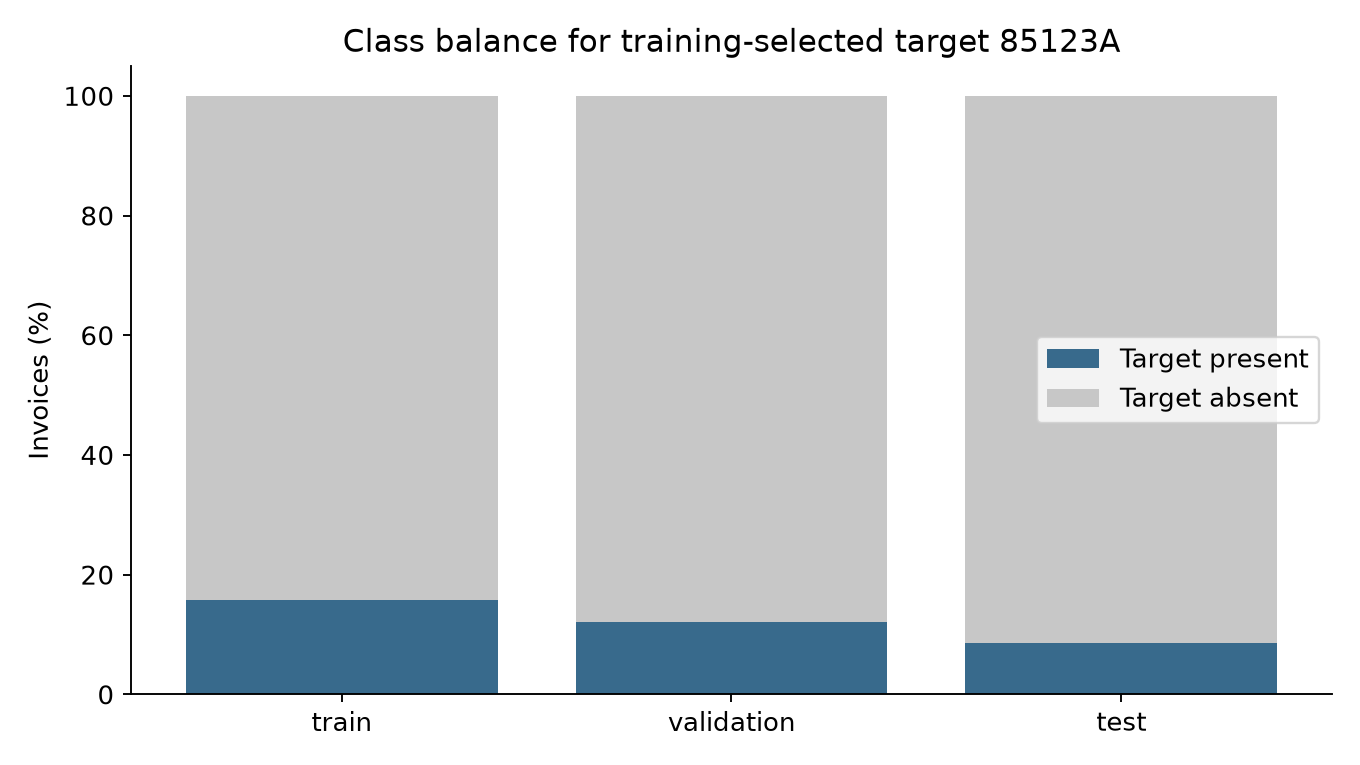 Class balance for training-selected target 85123A
Invoices (%)
100
80
60
40
20
0
Target present
Target absent
train
validation
test